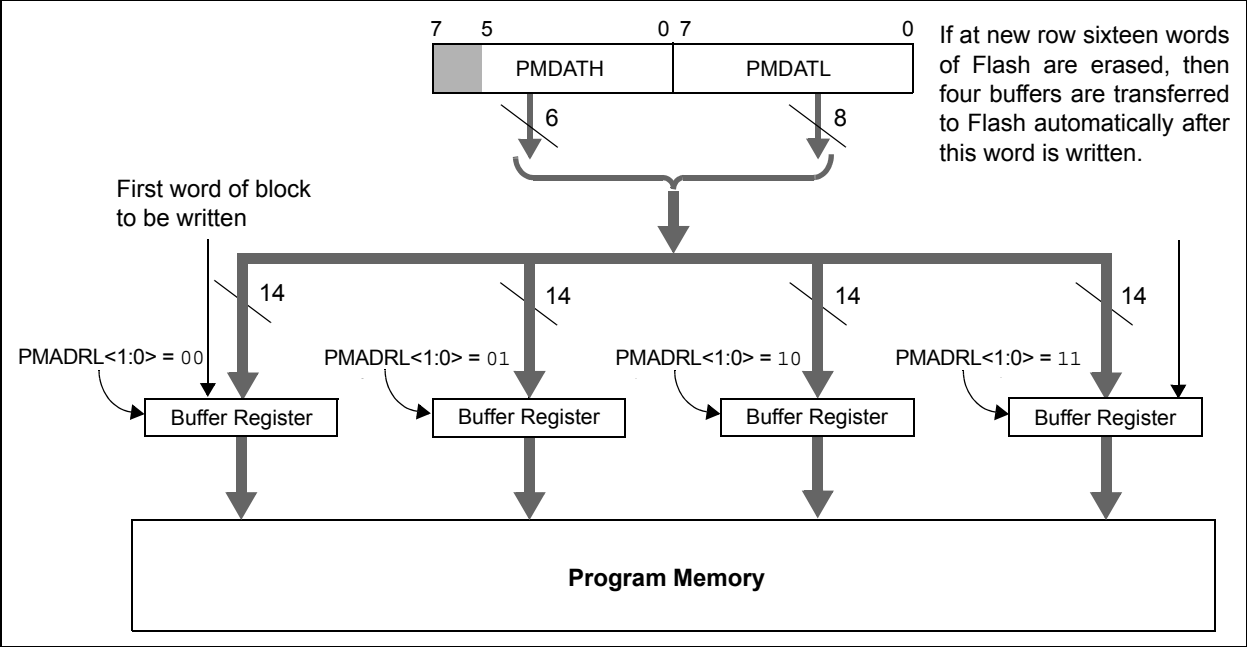 7 5 0 7 0
PMDATH PMDATL
If at new row sixteen words
of Flash are erased, then
four buffers are transferred
to Flash automatically after
this word is written.
6 8
First word of block
to be written
14 14 14 14
PMADRL<1:0> = 00 PMADRL<1:0> = 01 PMADRL<1:0> = 10 PMADRL<1:0> = 11
Buffer Register Buffer Register Buffer Register Buffer Register
Program Memory